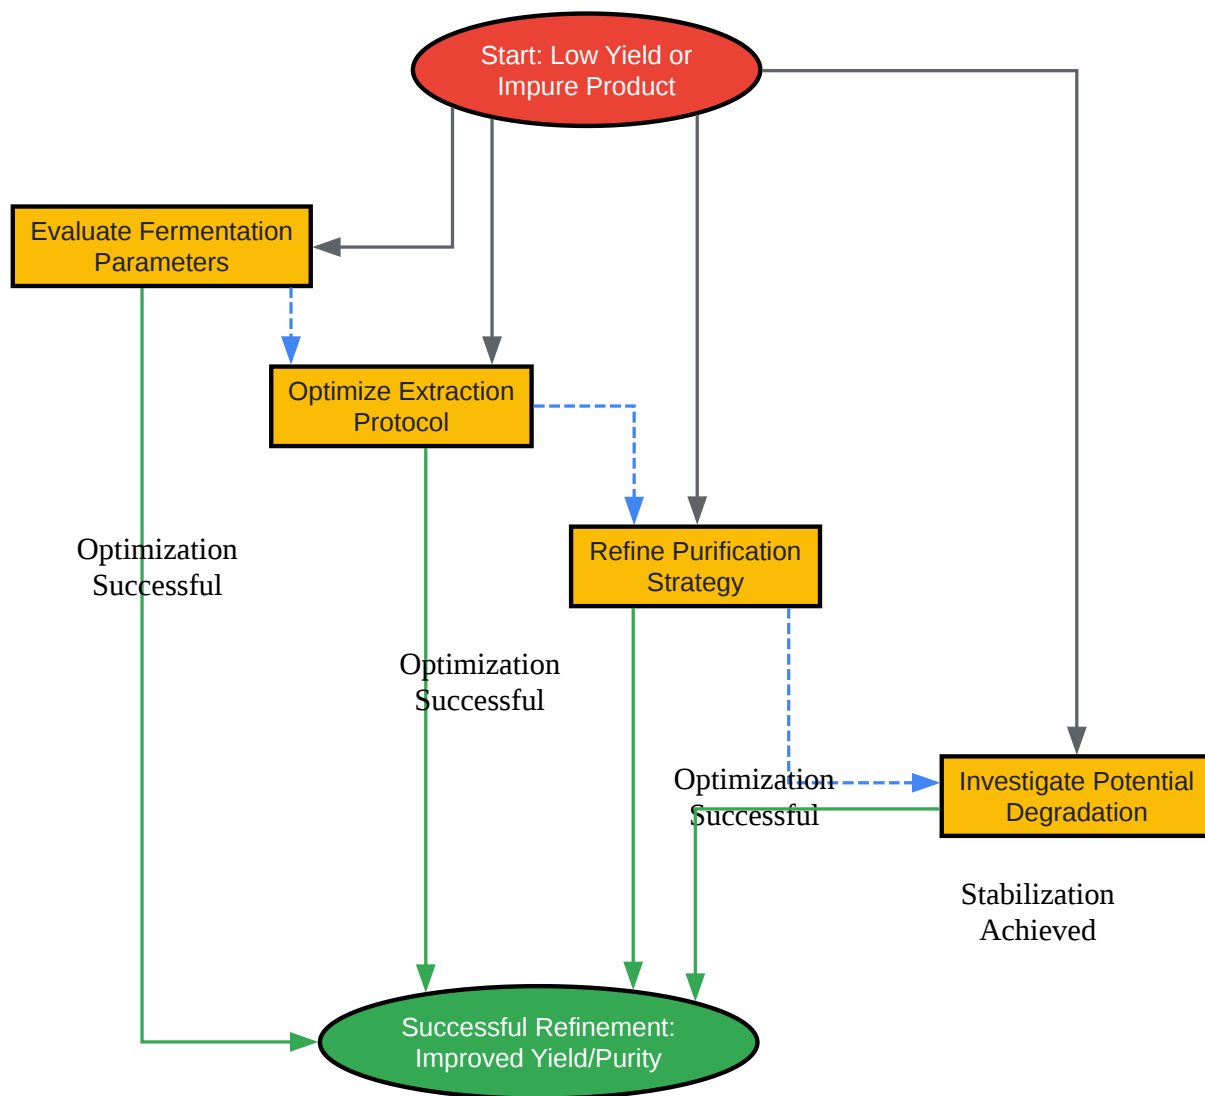 Start: Low Yield or
Impure Product
Evaluate Fermentation
Parameters
Optimize Extraction
Protocol
Optimization
Successful
Refine Purification
Strategy
Optimization
Successful
Optimization
Successful
Investigate Potential
Degradation
Stabilization
Achieved
Successful Refinement:
Improved Yield/Purity